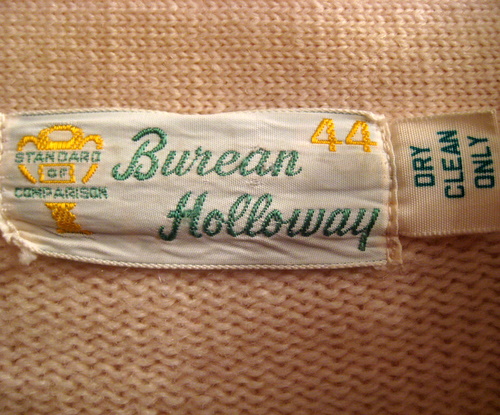 44
STANDARD
OF
COMPARISON
Burean
Holloway
DRY
CLEAN
ONLY